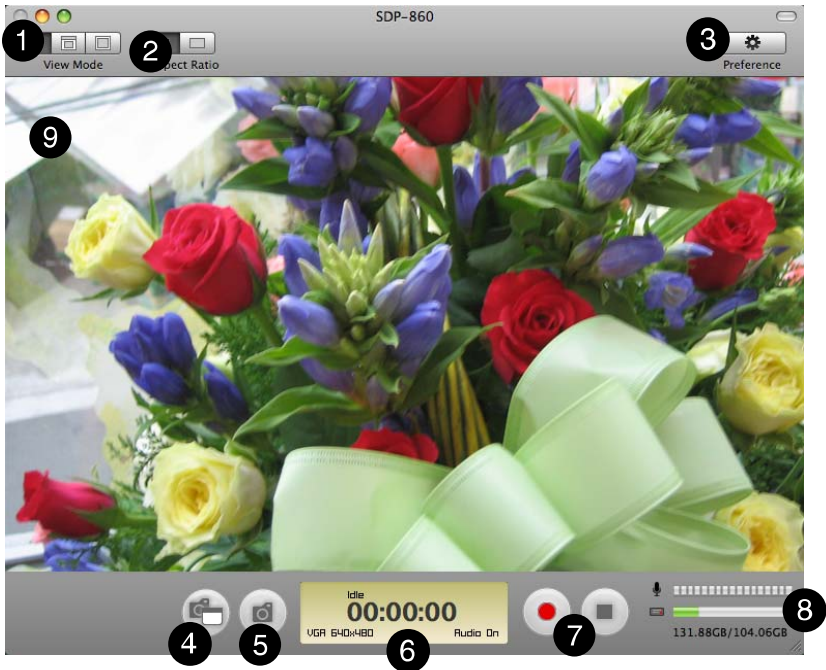 SDP-860
1
2
3
View Mode
pect Ratio
Preference
9
Idle
00:00:00
VGA 640x480
Audio On
131.88GB/104.06GB
4
5
6
7
8